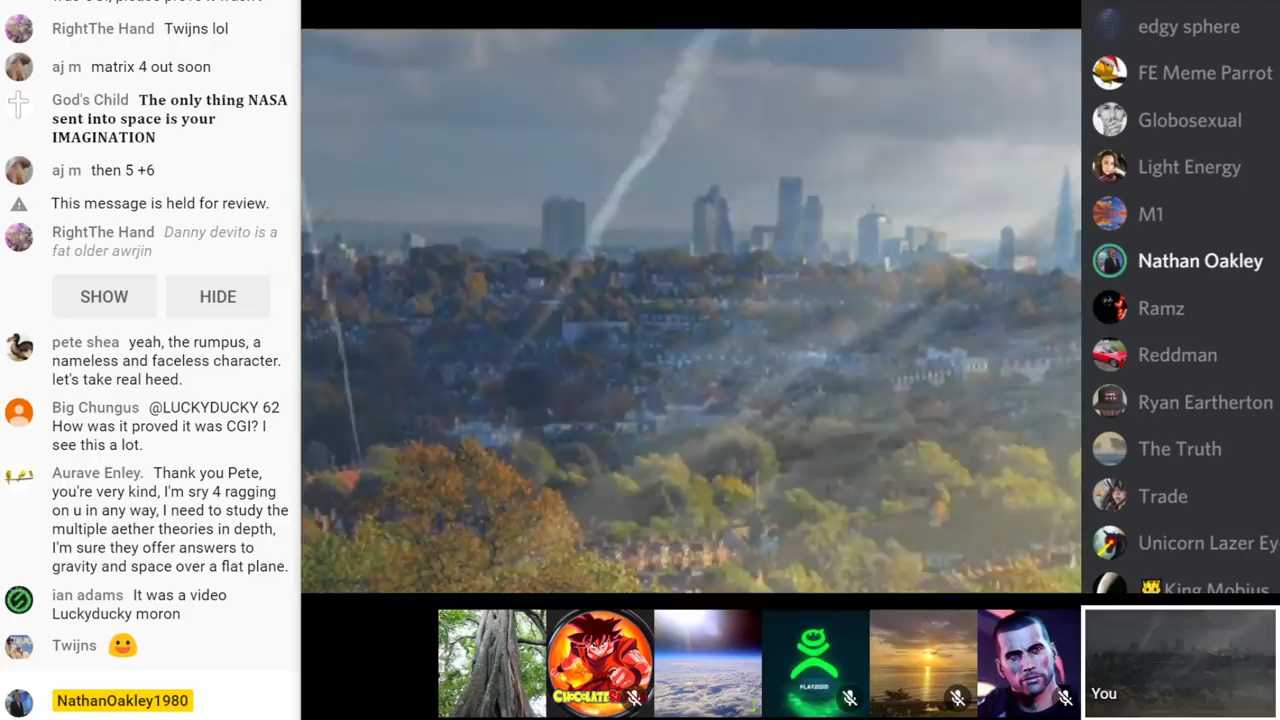 RightThe Hand Twijns lol
aj m matrix 4 out soon
God's Child The only thing NASA
sent into space is your
IMAGINATION
aj m then 5 +6
This message is held for review.
RightThe Hand Danny devito is a
fat older awrjin
SHOW HIDE
pete shea yeah, the rumpus, a
nameless and faceless character.
let's take real heed.
Big Chungus @LUCKYDUCKY 62
How was it proved it was CGI? I
see this a lot.
Aurave Enley. Thank you Pete,
you're very kind, I'm sry 4 ragging
on u in any way, I need to study the
multiple aether theories in depth,
I'm sure they offer answers to
gravity and space over a flat plane.
ian adams It was a video
Luckyducky moron
Twijns
NathanOakley1980
edgy sphere
FE Meme Parrot
Globosexual
Light Energy
M1
Nathan Oakley
Ramz
Reddman
Ryan Eartherton
The Truth
Trade
Unicorn Lazer Ey
King Mobius
FLATZOID
You